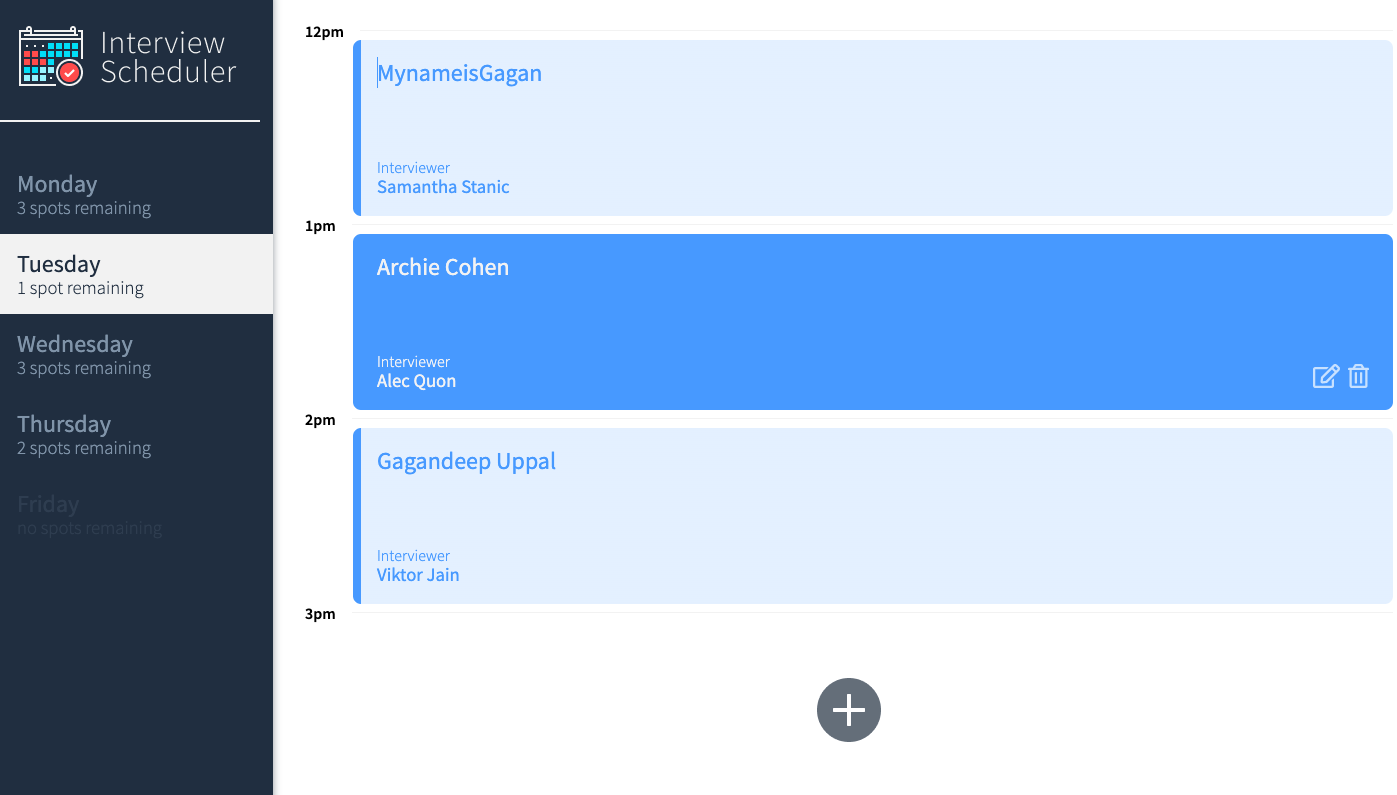 Interview
Scheduler
Monday
3 spots remaining
Tuesday
1 spot remaining
Wednesday
3 spots remaining
Thursday
2 spots remaining
Friday
no spots remaining
12pm
MynameisGagan
Interviewer
Samantha Stanic
1pm
Archie Cohen
Interviewer
Alec Quon
2pm
Gagandeep Uppal
Interviewer
Viktor Jain
3pm